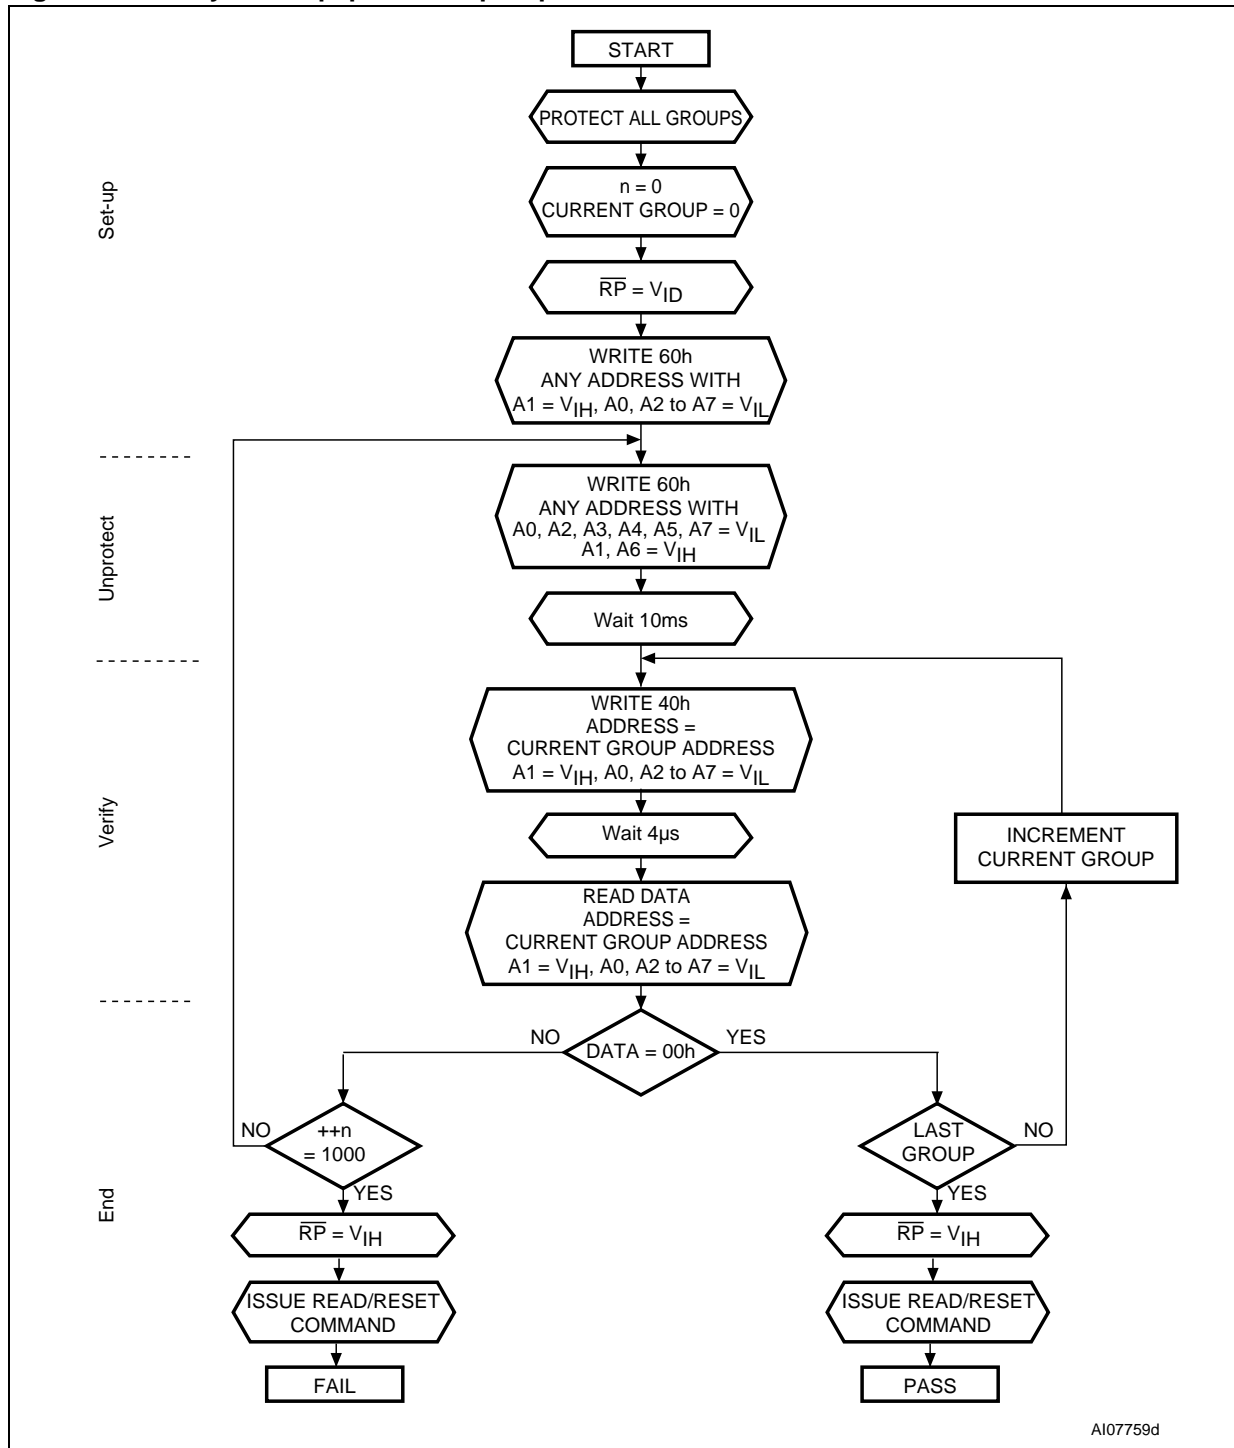 START
PROTECT ALL GROUPS
n = 0
CURRENT GROUP = 0
Set-up
RP = VID
WRITE 60h
ANY ADDRESS WITH
A1 = VIH, A0, A2 to A7 = VIL
Unprotect
WRITE 60h
ANY ADDRESS WITH
A0, A2, A3, A4, A5, A7 = VIL
A1, A6 = VIH
Wait 10ms
Verify
WRITE 40h
ADDRESS =
CURRENT GROUP ADDRESS
A1 = VIH, A0, A2 to A7 = VIL
Wait 4µs
INCREMENT
CURRENT GROUP
READ DATA
ADDRESS =
CURRENT GROUP ADDRESS
A1 = VIH, A0, A2 to A7 = VIL
NO
DATA = 00h
YES
End
NO
++n
= 1000
YES
LAST
GROUP
NO
YES
RP = VIH
RP = VIH
ISSUE READ/RESET
COMMAND
ISSUE READ/RESET
COMMAND
FAIL
PASS
AI07759d